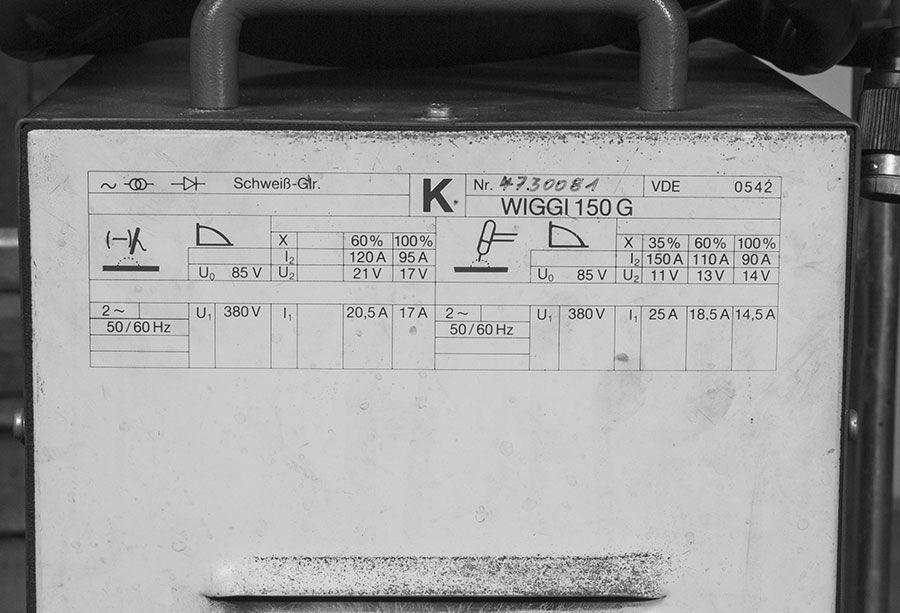 ~ Schweiß-Glr. K Nr. 4730081 VDE 0542
WIGGI 150 G
X 60% 100% X 35% 60% 100%
I₂ 120 A 95 A I₂ 150 A 110 A 90 A
U₀ 85 V U₂ 21 V 17 V U₀ 85 V U₂ 11 V 13 V 14 V
2 ~ U₁ 380 V I₁ 20,5 A 17 A 2 ~ U₁ 380 V I₁ 25 A 18,5 A 14,5 A
50/60 Hz 50/60 Hz